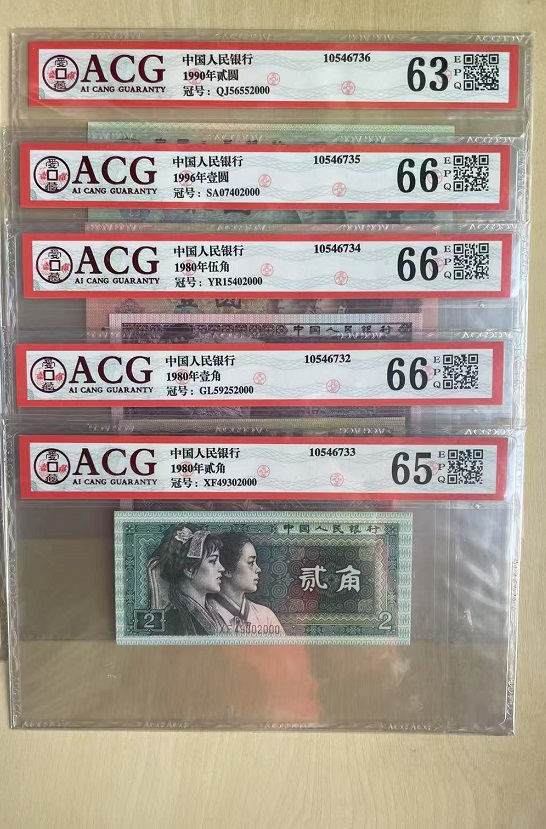 ACG
AI CANG GUARANTY
中国人民银行
1990年贰圆
冠号：QJ56552000
10546736
63
EPQ
ACG
AI CANG GUARANTY
中国人民银行
1996年壹圆
冠号：SA07402000
10546735
66
EPQ
ACG
AI CANG GUARANTY
中国人民银行
1980年伍角
冠号：YR15402000
10546734
66
EPQ
中国人民银行
ACG
AI CANG GUARANTY
中国人民银行
1980年壹角
冠号：GL59252000
10546732
66
EPQ
ACG
AI CANG GUARANTY
中国人民银行
1980年贰角
冠号：XF49302000
10546733
65
EPQ
中国人民银行
贰角
2
XF49302000
2